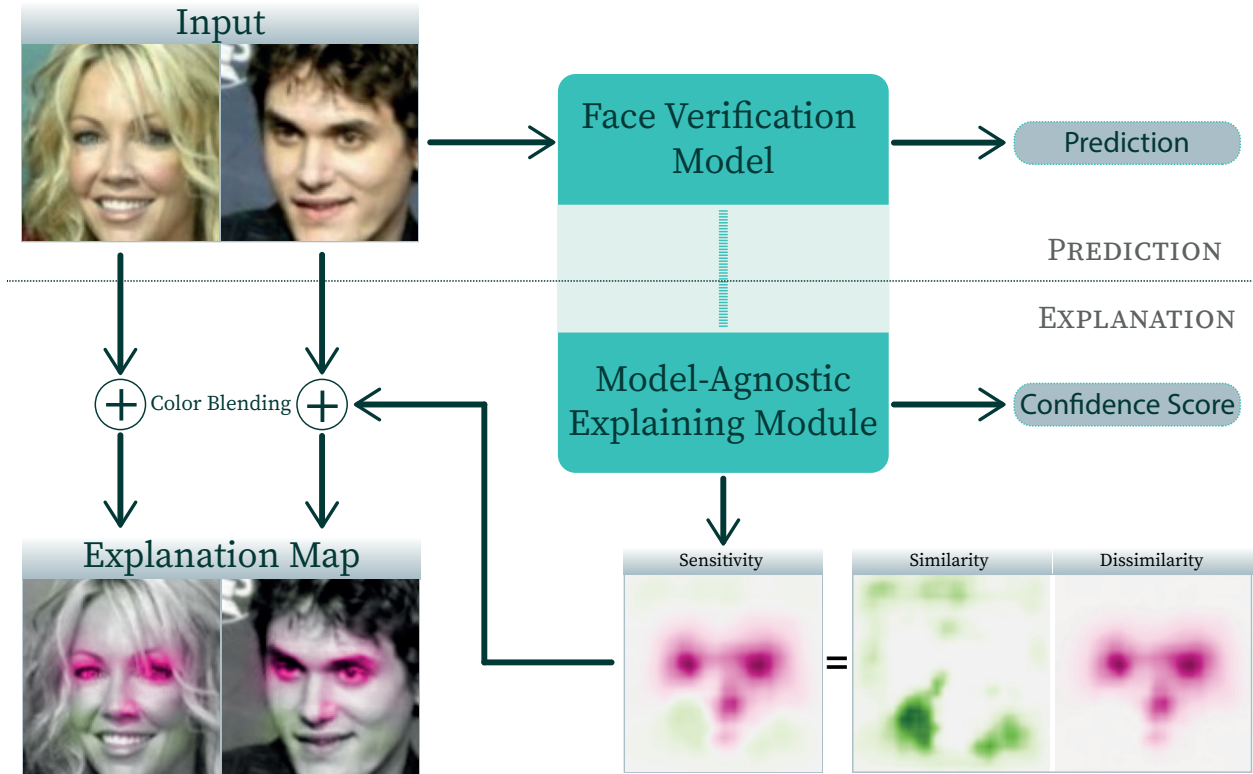 Input
Face Verification
Model
Prediction
PREDICTION
EXPLANATION
Color Blending
Model-Agnostic
Explaining Module
Confidence Score
Explanation Map
Sensitivity
Similarity
Dissimilarity
=